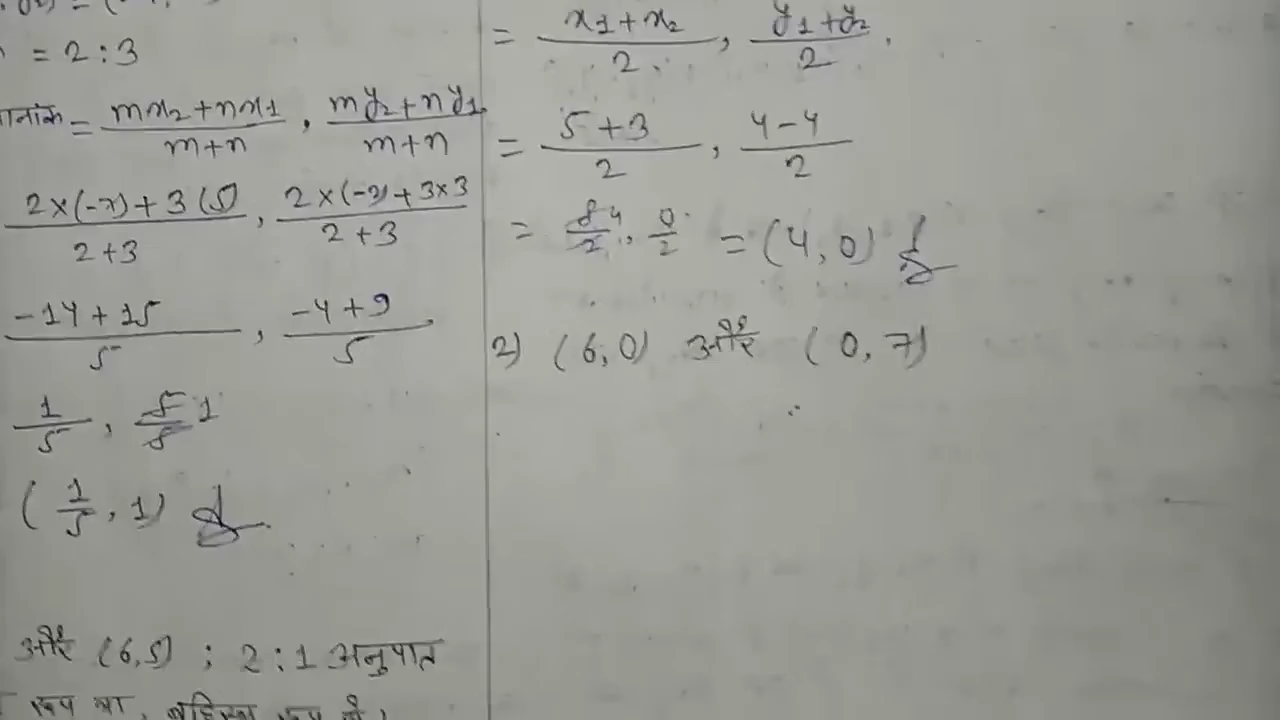 = 2 : 3
= mx₂+nx₁/m+n , my₂+ny₁/m+n
2×(-7)+3(5)/2+3 , 2×(-2)+3×3/2+3
-14+15/5 , -4+9/5
1/5 , 5/5 1
(1/5 , 1)
और (6,5) ; 2:1 अनुपात
= x₁+x₂/2 , y₁+y₂/2 .
= 5+3/2 , 4-4/2
= 8/2 4 , 0/2 = (4,0)
2) (6,0) और (0,7)